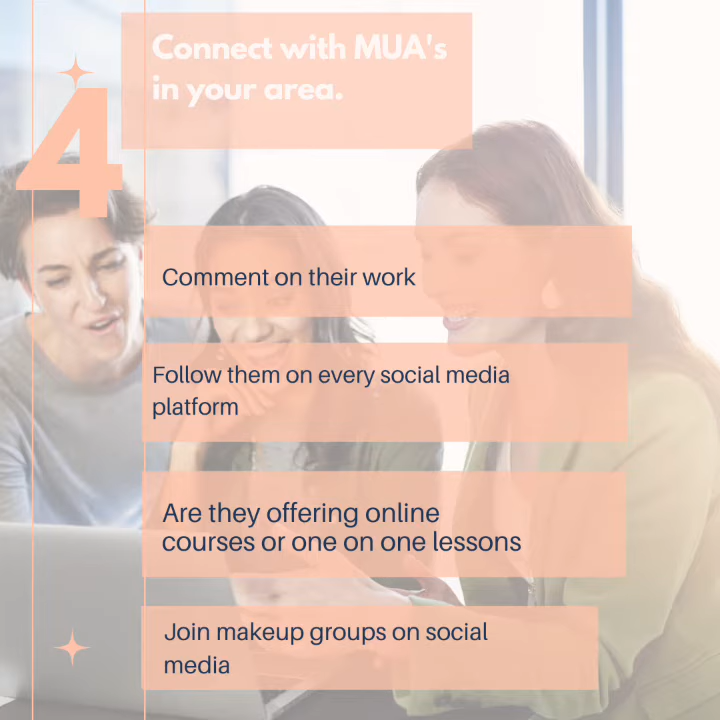 4
Connect with MUA's
in your area.
Comment on their work
Follow them on every social media
platform
Are they offering online
courses or one on one lessons
Join makeup groups on social
media